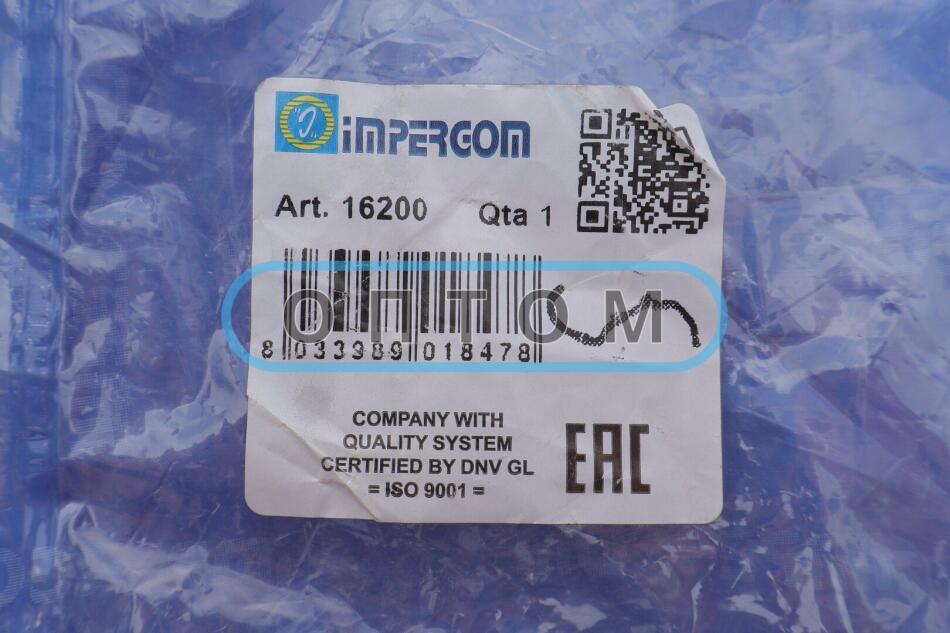 IMPERGOM
Art. 16200 Qta 1
ОПТОМ
8 033389 018478
COMPANY WITH
QUALITY SYSTEM
CERTIFIED BY DNV GL
= ISO 9001 =
EAC